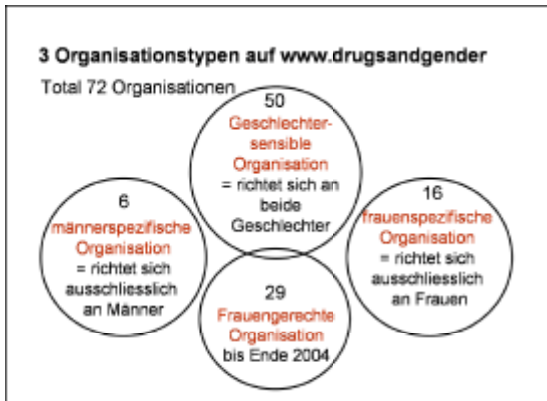 3 Organisationstypen auf www.drugsandgender
Total 72 Organisationen
50
Geschlechter-
sensible
Organisation
= richtet sich an
beide
Geschlechter
6
männerspezifische
Organisation
= richtet sich
ausschliesslich
an Männer
16
frauenspezifische
Organisation
= richtet sich
ausschliesslich
an Frauen
29
Frauengerechte
Organisation
bis Ende 2004